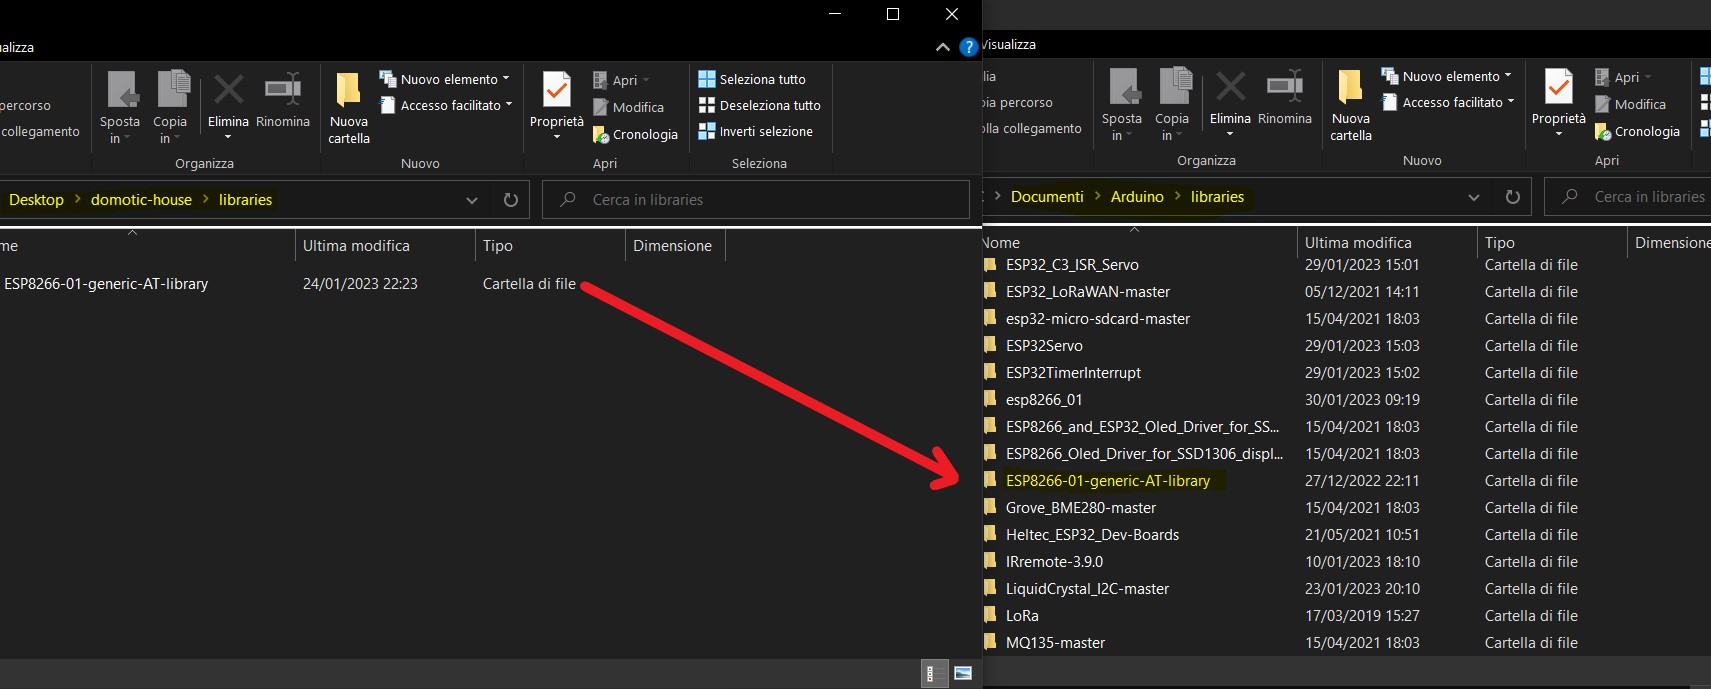 alizza
percorso
collegamento
Sposta in
Copia in
Elimina
Rinomina
Organizza
Nuova cartella
Nuovo elemento
Accesso facilitato
Nuovo
Proprietà
Apri
Modifica
Cronologia
Apri
Seleziona tutto
Deseleziona tutto
Inverti selezione
Seleziona
Desktop > domotic-house > libraries
Cerca in libraries
me
Ultima modifica
Tipo
Dimensione
ESP8266-01-generic-AT-library 24/01/2023 22:23 Cartella di file
Visualizza
lia
ia percorso
olla collegamento
Sposta in
Copia in
Elimina
Rinomina
Organizza
Nuova cartella
Nuovo elemento
Accesso facilitato
Nuovo
Proprietà
Apri
Modifica
Cronologia
Apri
> Documenti > Arduino > libraries
Cerca in libraries
Nome
Ultima modifica
Tipo
Dimensione
ESP32_C3_ISR_Servo 29/01/2023 15:01 Cartella di file
ESP32_LoRaWAN-master 05/12/2021 14:11 Cartella di file
esp32-micro-sdcard-master 15/04/2021 18:03 Cartella di file
ESP32Servo 29/01/2023 15:03 Cartella di file
ESP32TimerInterrupt 29/01/2023 15:02 Cartella di file
esp8266_01 30/01/2023 09:19 Cartella di file
ESP8266_and_ESP32_Oled_Driver_for_SS... 15/04/2021 18:03 Cartella di file
ESP8266_Oled_Driver_for_SSD1306_displ... 15/04/2021 18:03 Cartella di file
ESP8266-01-generic-AT-library 27/12/2022 22:11 Cartella di file
Grove_BME280-master 15/04/2021 18:03 Cartella di file
Heltec_ESP32_Dev-Boards 21/05/2021 10:51 Cartella di file
IRremote-3.9.0 10/01/2023 18:10 Cartella di file
LiquidCrystal_I2C-master 23/01/2023 20:10 Cartella di file
LoRa 17/03/2019 15:27 Cartella di file
MQ135-master 15/04/2021 18:03 Cartella di file